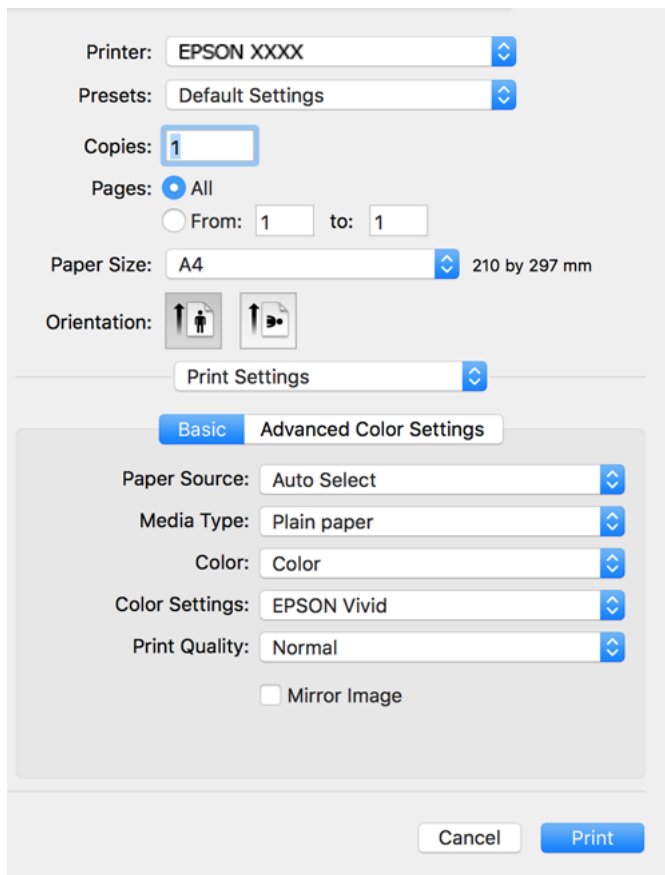 Printer: EPSON XXXX
Presets: Default Settings
Copies: 1
Pages: All
From: 1 to: 1
Paper Size: A4 210 by 297 mm
Orientation:
Print Settings
Basic Advanced Color Settings
Paper Source: Auto Select
Media Type: Plain paper
Color: Color
Color Settings: EPSON Vivid
Print Quality: Normal
Mirror Image
Cancel Print